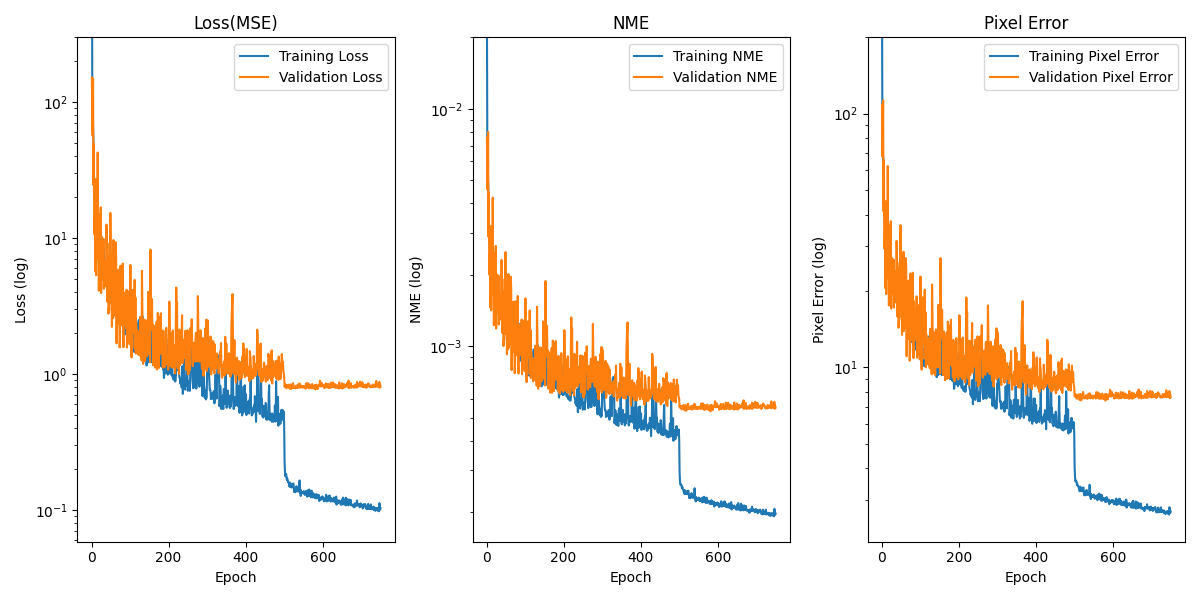 Loss(MSE)
Training Loss
Validation Loss
10²
10¹
10⁰
10⁻¹
Loss (log)
0 200 400 600
Epoch
NME
Training NME
Validation NME
10⁻²
10⁻³
NME (log)
0 200 400 600
Epoch
Pixel Error
Training Pixel Error
Validation Pixel Error
10²
10¹
Pixel Error (log)
0 200 400 600
Epoch